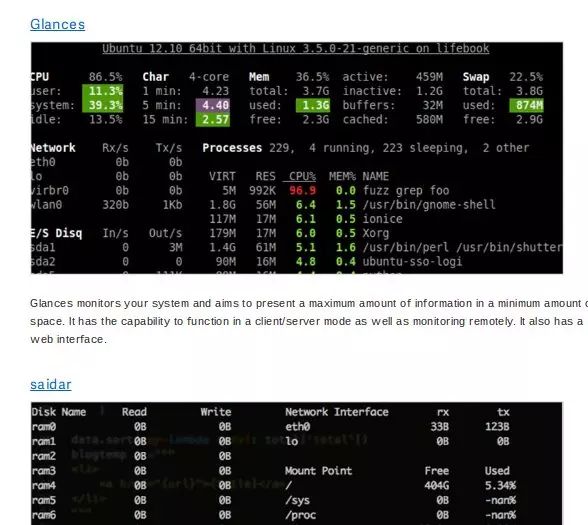 Glances
Ubuntu 12.10 64bit with Linux 3.5.0-21-generic on lifebook
CPU 86.5% Char 4-core Mem 36.5% active: 459M Swap 22.5%
user: 11.3% 1 min: 4.23 total: 3.7G inactive: 1.2G total: 3.8G
system: 39.3% 5 min: 4.40 used: 1.3G buffers: 32M used: 874M
idle: 13.5% 15 min: 2.57 free: 2.3G cached: 580M free: 2.9G
Network Rx/s Tx/s Processes 229, 4 running, 223 sleeping, 2 other
eth0 0b 0b
lo 0b 0b VIRT RES CPU% MEM% NAME
virbr0 0b 0b 5M 992K 96.9 0.0 fuzz grep foo
wlan0 320b 1Kb 1.8G 56M 6.4 1.5 /usr/bin/gnome-shell
117M 17M 6.1 0.5 ionice
E/S Disq In/s Out/s 179M 17M 6.0 0.5 Xorg
sda1 0 3M 1.4G 61M 5.1 1.6 /usr/bin/perl /usr/bin/shutter
sda2 0 0 90M 16M 4.8 0.4 ubuntu-sso-logi
Glances monitors your system and aims to present a maximum amount of information in a minimum amount
space. It has the capability to function in a client/server mode as well as monitoring remotely. It also has a
web interface.
saidar
Disk Name Read Write Network Interface rx tx
ram0 0B 0B eth0 33B 123B
ram1 0B 0B lo 0B 0B
ram2 0B 0B
ram3 0B 0B Mount Point Free Used
ram4 0B 0B / 404G 5.34%
ram5 0B 0B /sys 0B -nan%
ram6 0B 0B /proc 0B -nan%